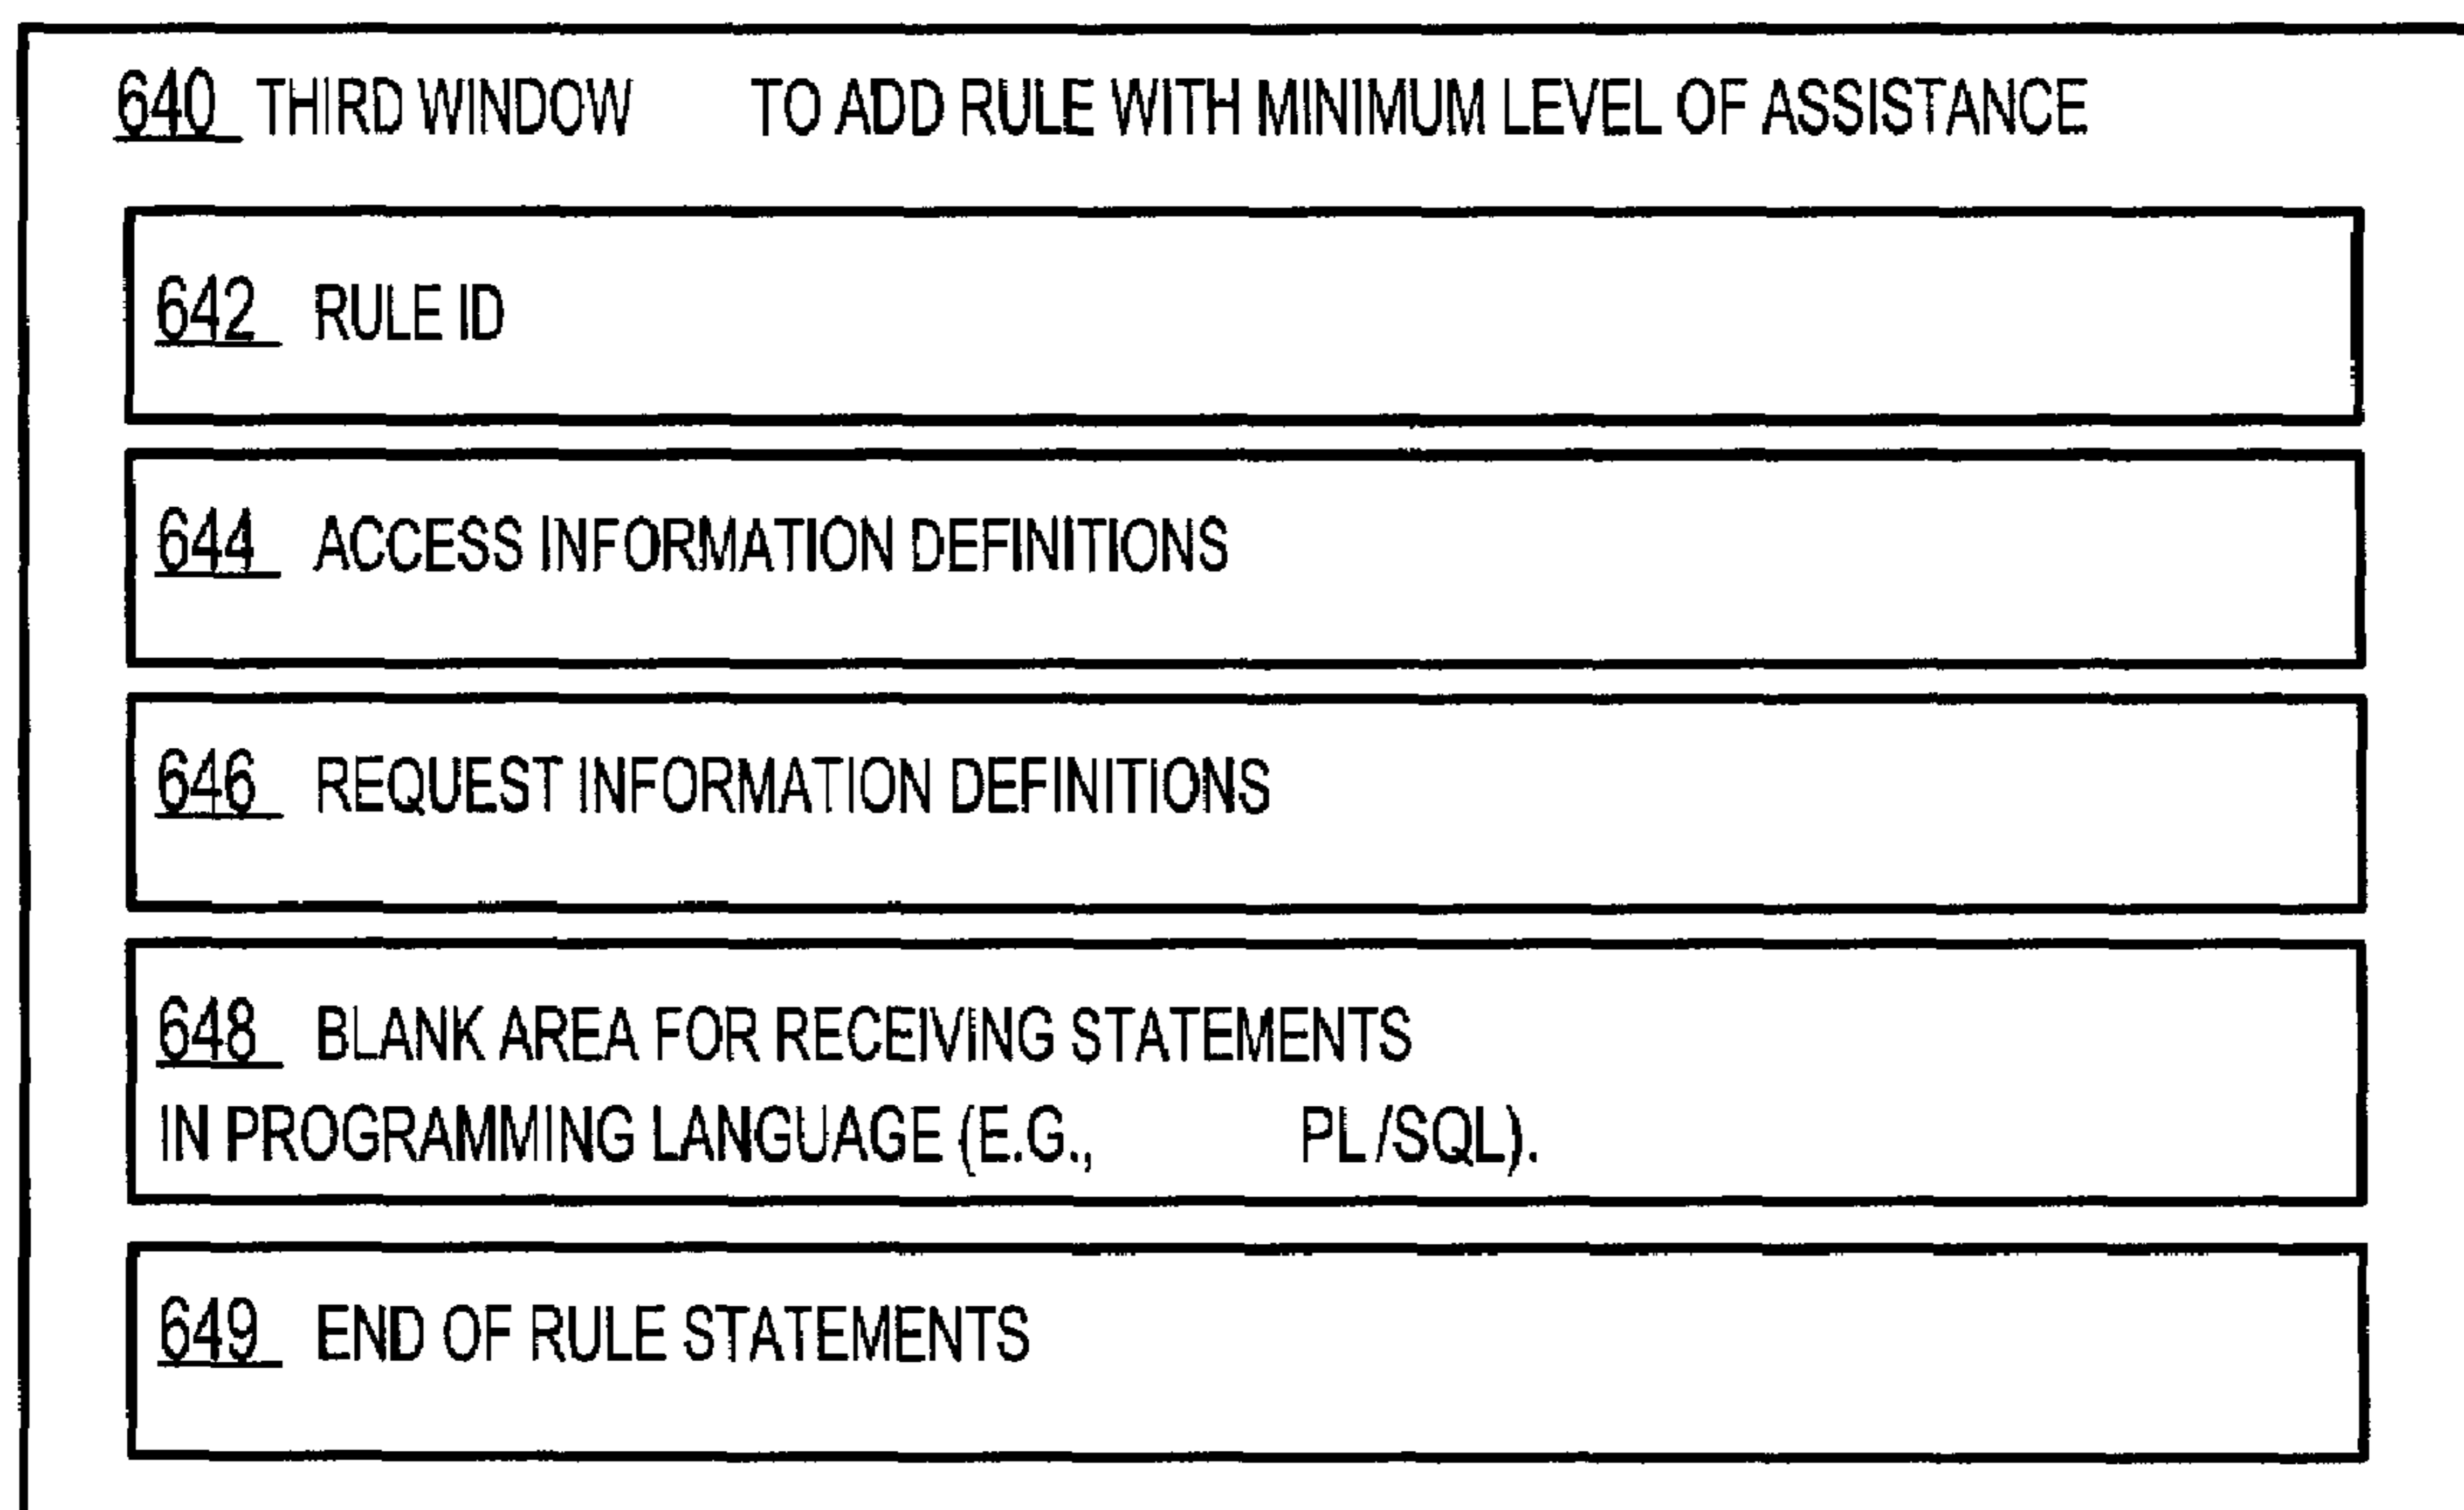 640 THIRD WINDOW TO ADD RULE WITH MINIMUM LEVEL OF ASSISTANCE
642 RULE ID
644 ACCESS INFORMATION DEFINITIONS
646 REQUEST INFORMATION DEFINITIONS
648 BLANK AREA FOR RECEIVING STATEMENTS
IN PROGRAMMING LANGUAGE (E.G., PL/SQL).
649 END OF RULE STATEMENTS